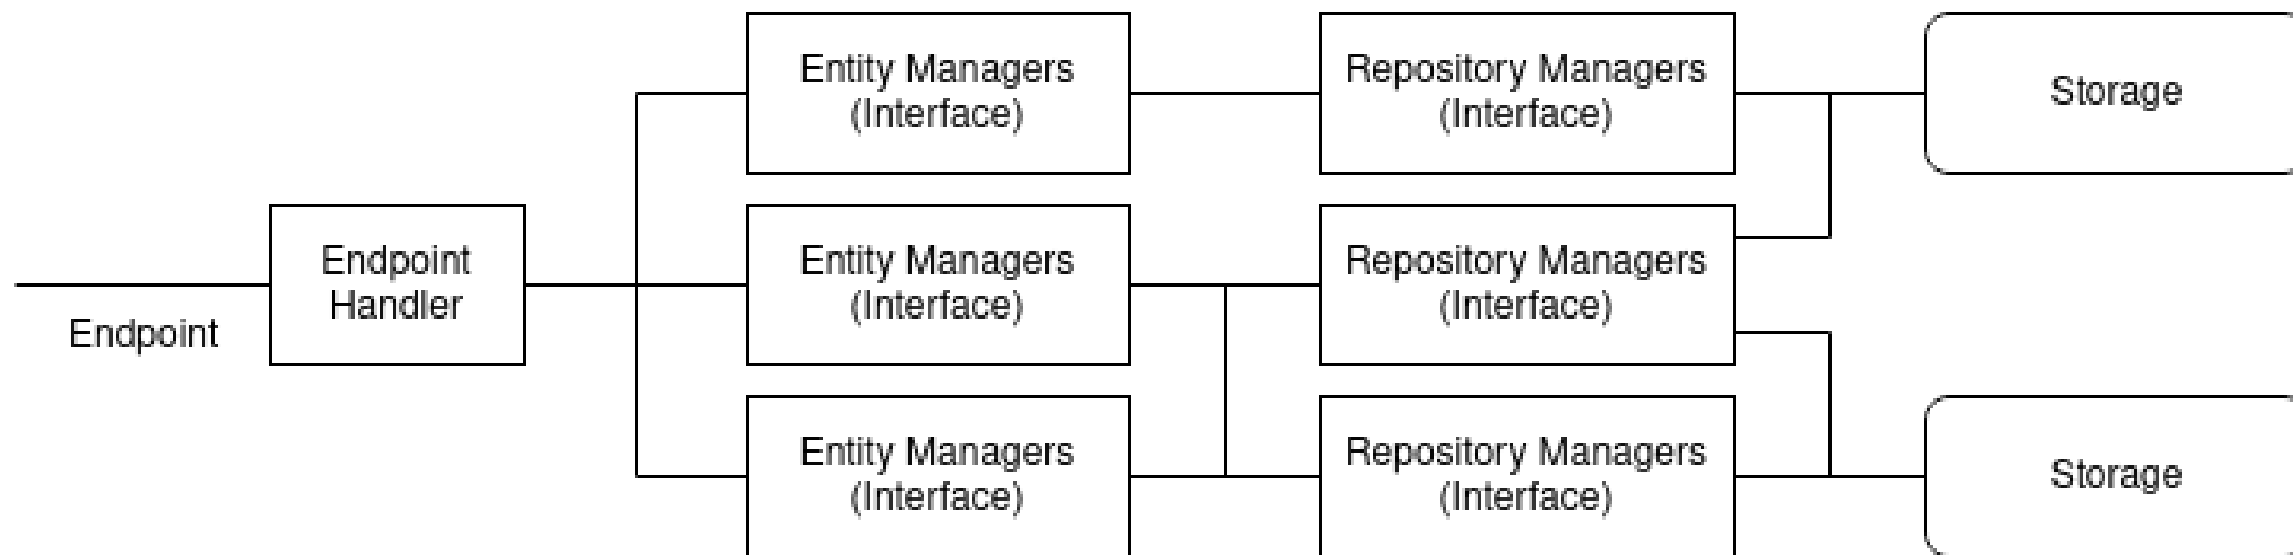 Entity Managers
(Interface)
Repository Managers
(Interface)
Storage
Endpoint
Handler
Endpoint
Entity Managers
(Interface)
Repository Managers
(Interface)
Entity Managers
(Interface)
Repository Managers
(Interface)
Storage